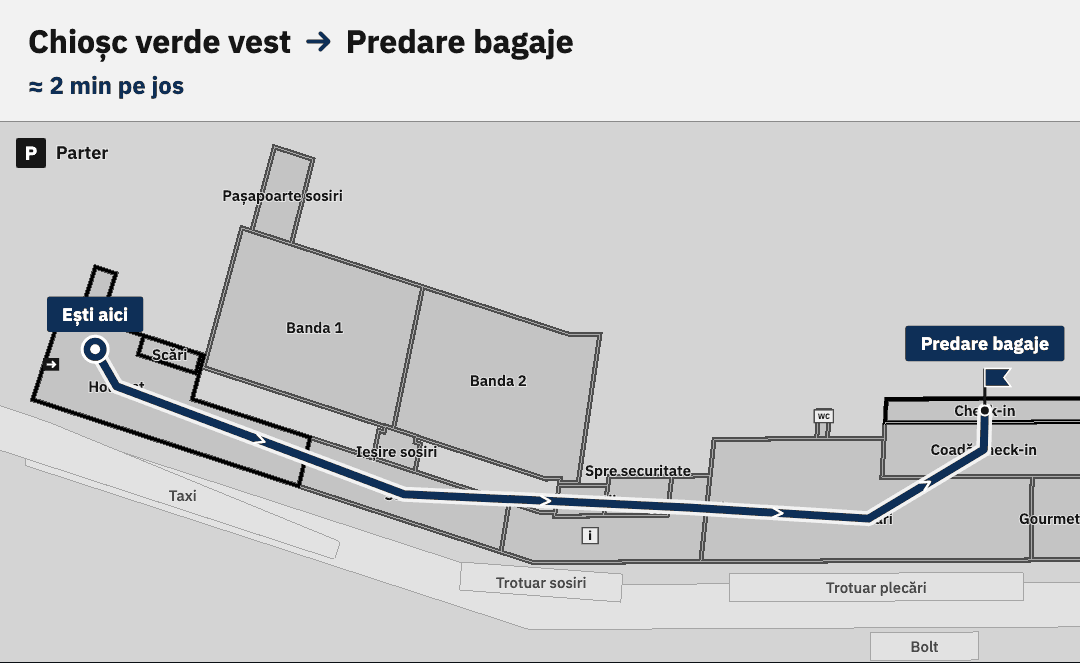 Chioșc verde vest → Predare bagaje
≈ 2 min pe jos
P Parter
Pașapoarte sosiri
Ești aici
Banda 1
Scări
Predare bagaje
Banda 2
wc
Ieșire sosiri
Spre securitate
Taxi
i
Gourmet
Trotuar sosiri
Trotuar plecări
Bolt